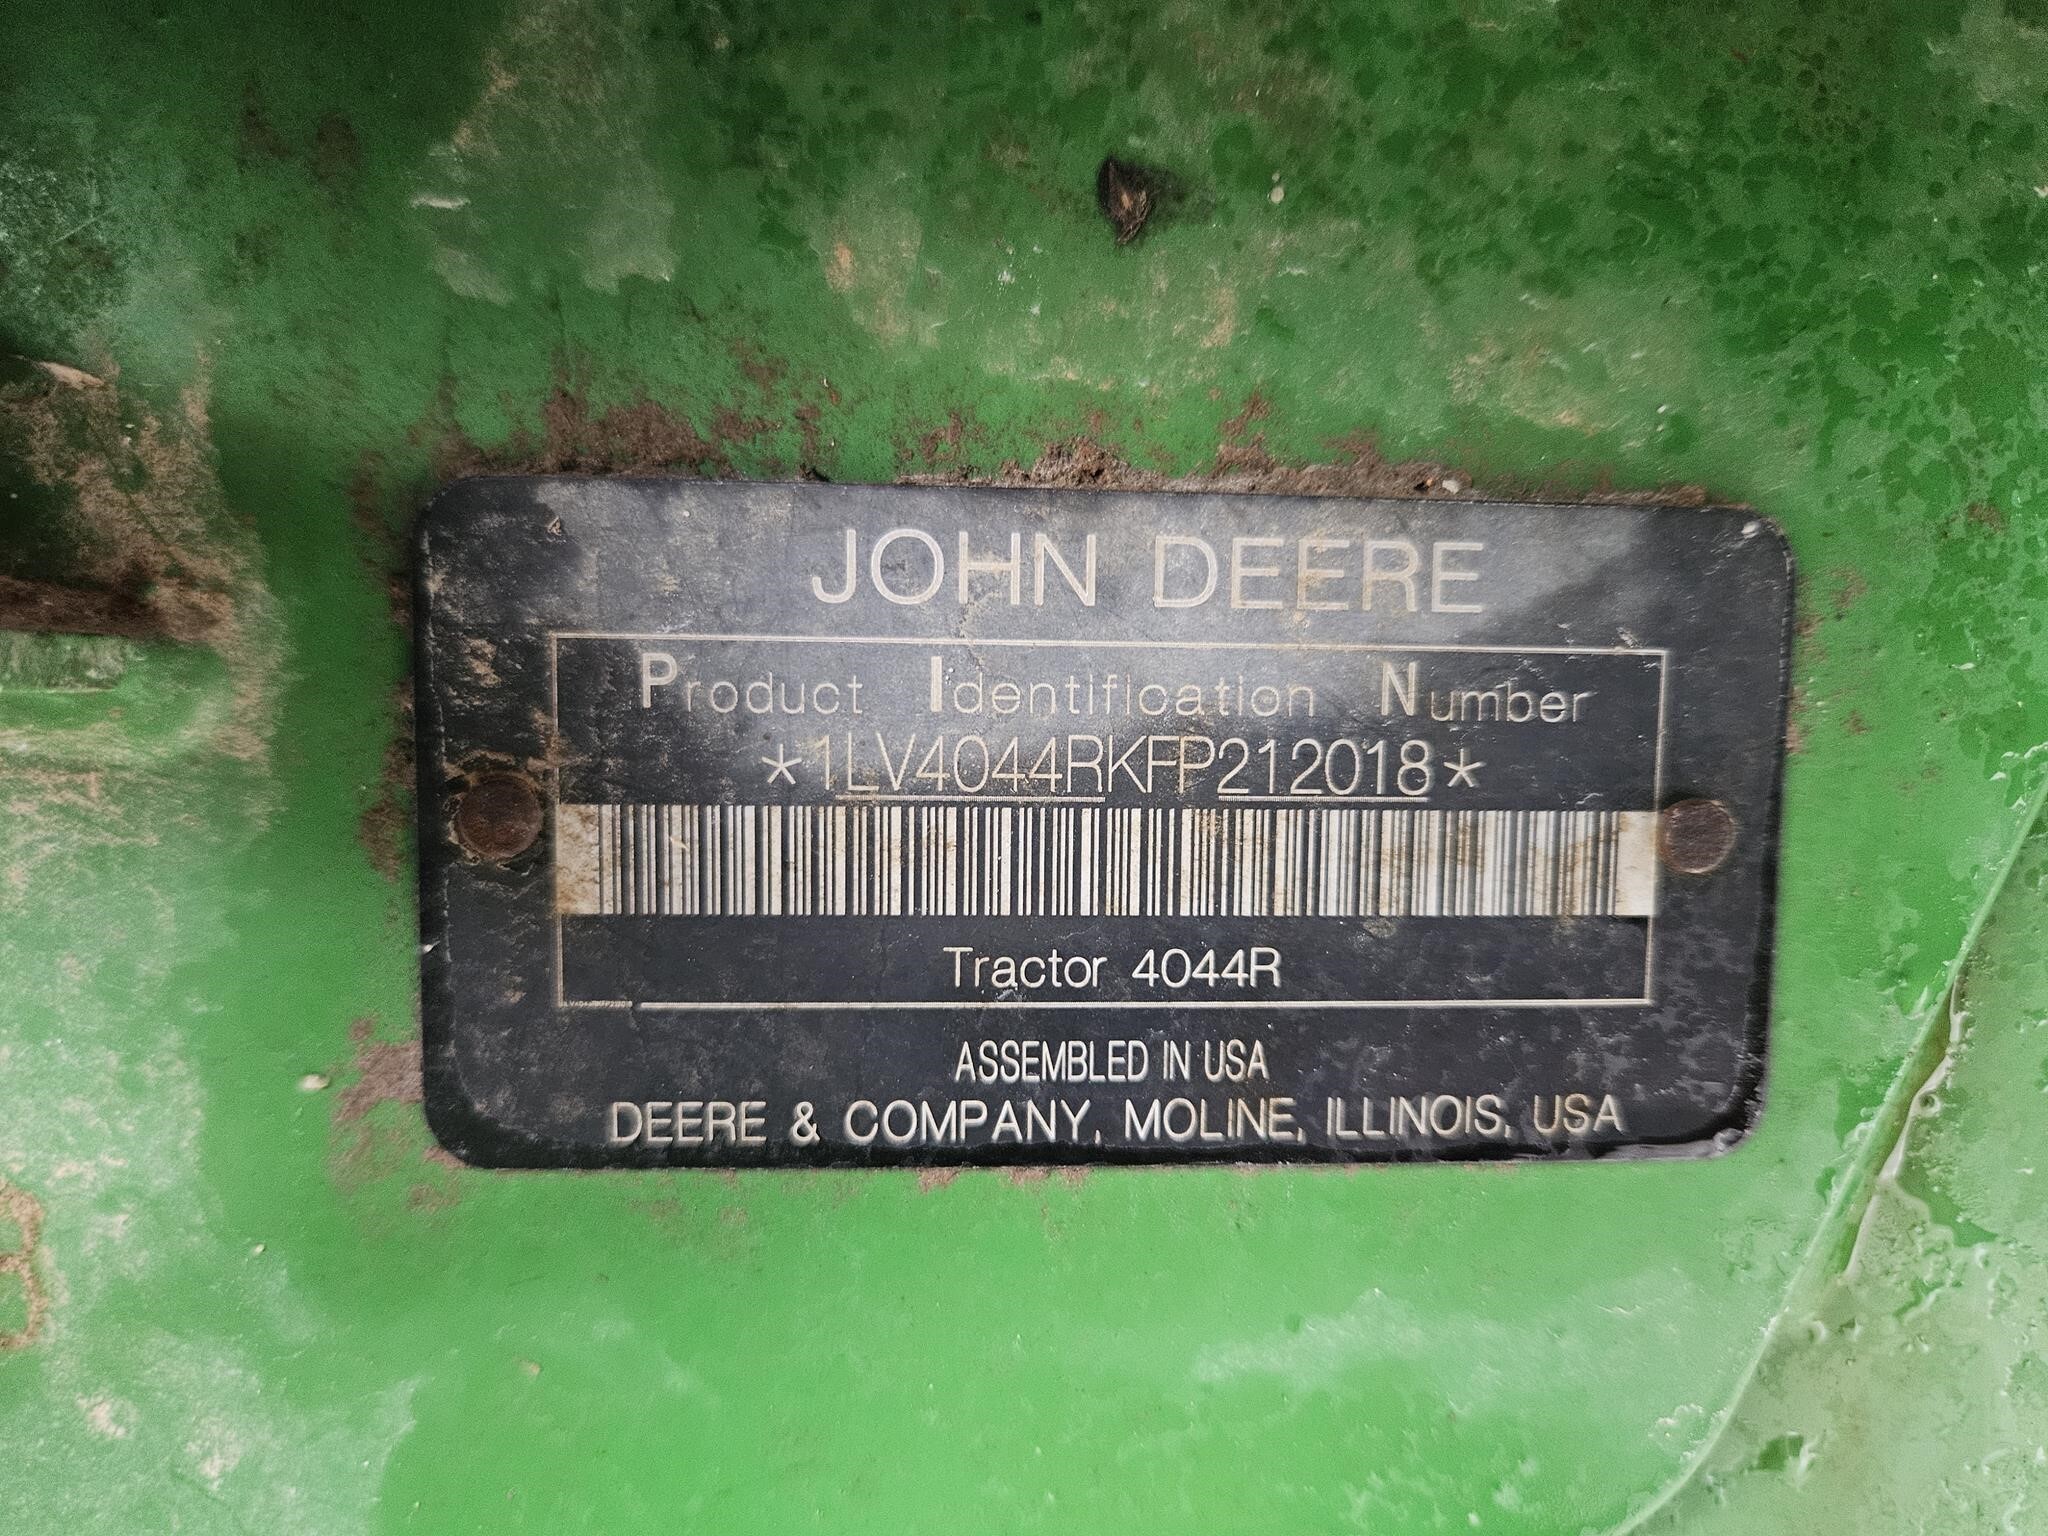 JOHN DEERE
Product Identification Number
*1LV4044RKFP212018*
Tractor 4044R
ASSEMBLED IN USA
DEERE & COMPANY, MOLINE, ILLINOIS, USA